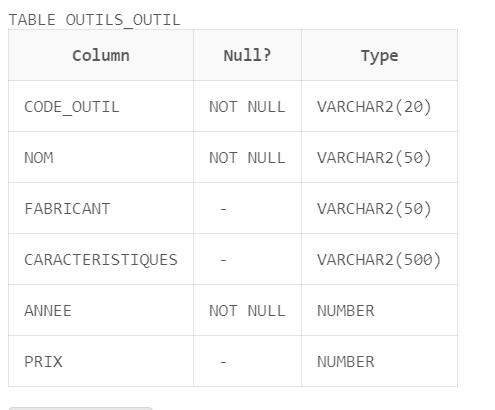 TABLE OUTILS_OUTIL
Column Null? Type
CODE_OUTIL NOT NULL VARCHAR2(20)
NOM NOT NULL VARCHAR2(50)
FABRICANT - VARCHAR2(50)
CARACTERISTIQUES - VARCHAR2(500)
ANNEE NOT NULL NUMBER
PRIX - NUMBER